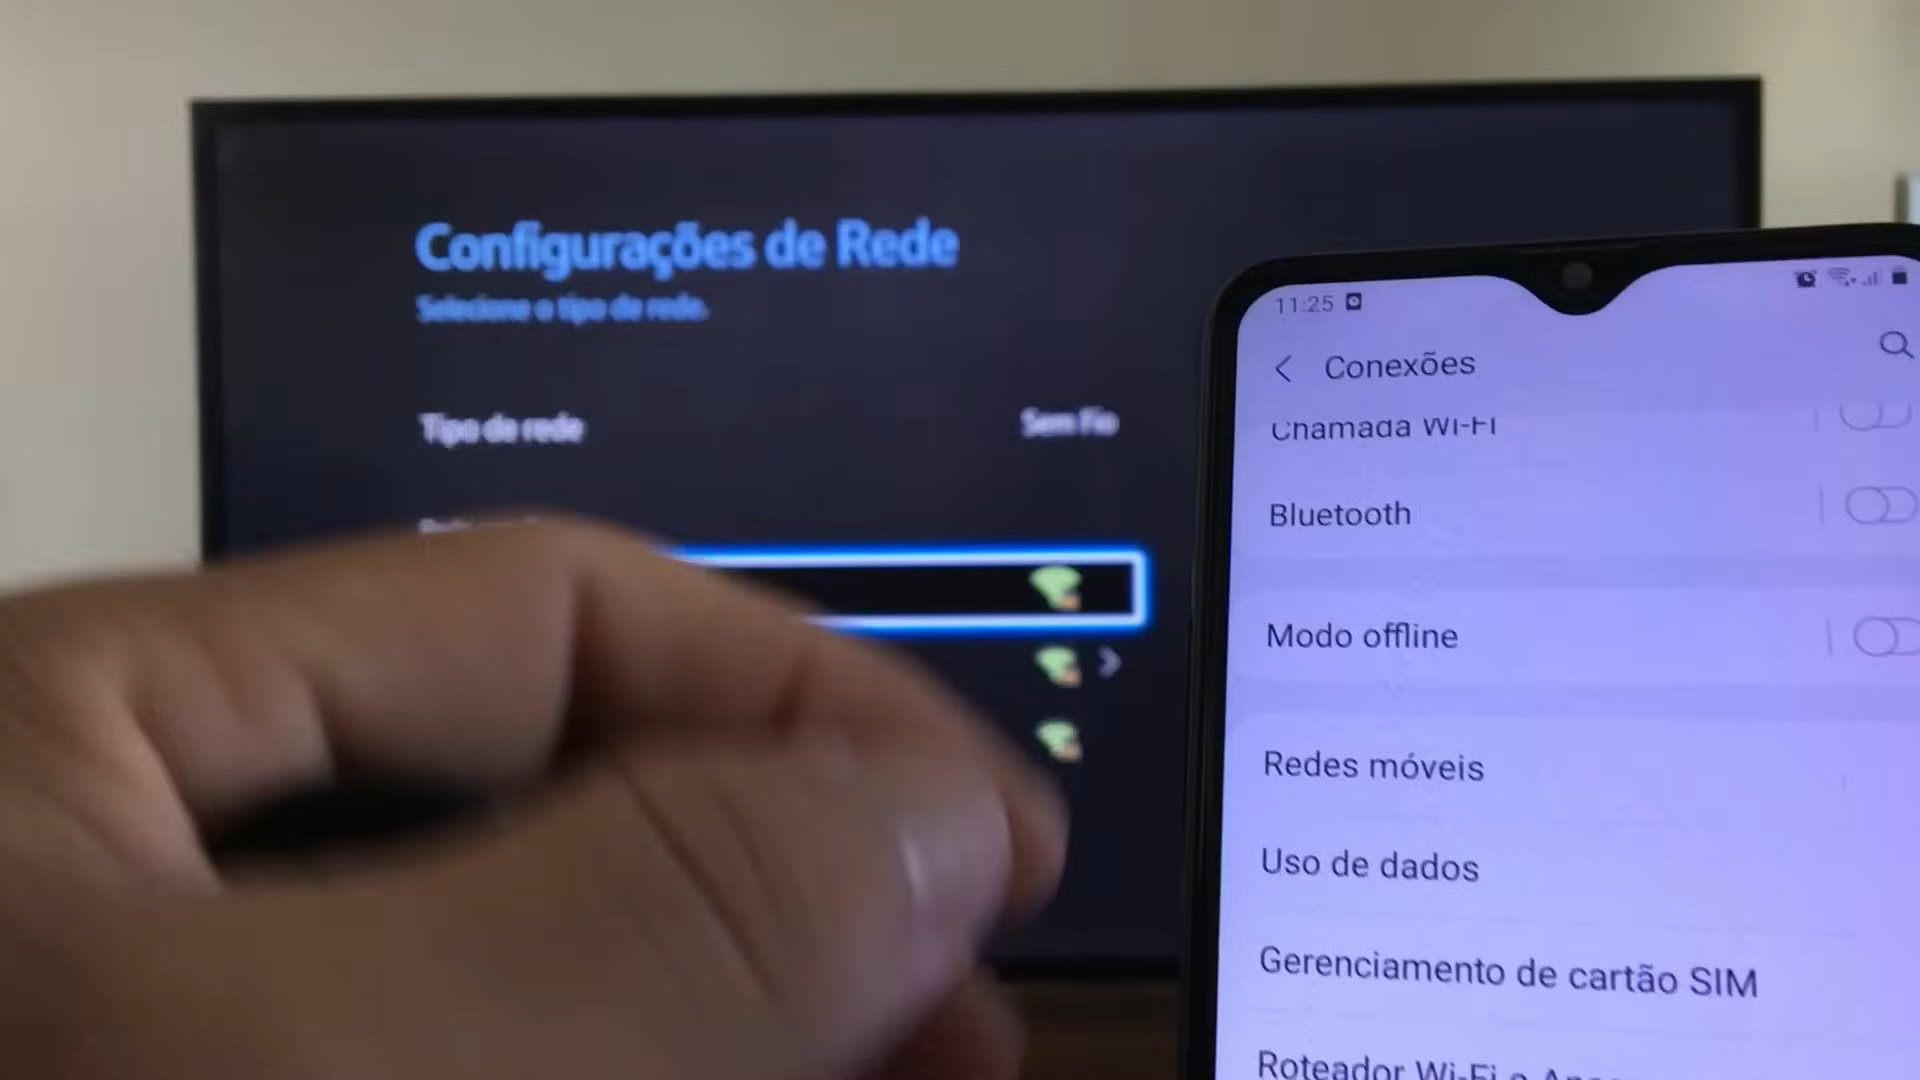 Configurações de Rede
Selecione o tipo de rede.
Tipo de rede
Sem Fio
11:25
Conexões
Chamada Wi-Fi
Bluetooth
Modo offline
Redes móveis
Uso de dados
Gerenciamento de cartão SIM
Roteador Wi-Fi e